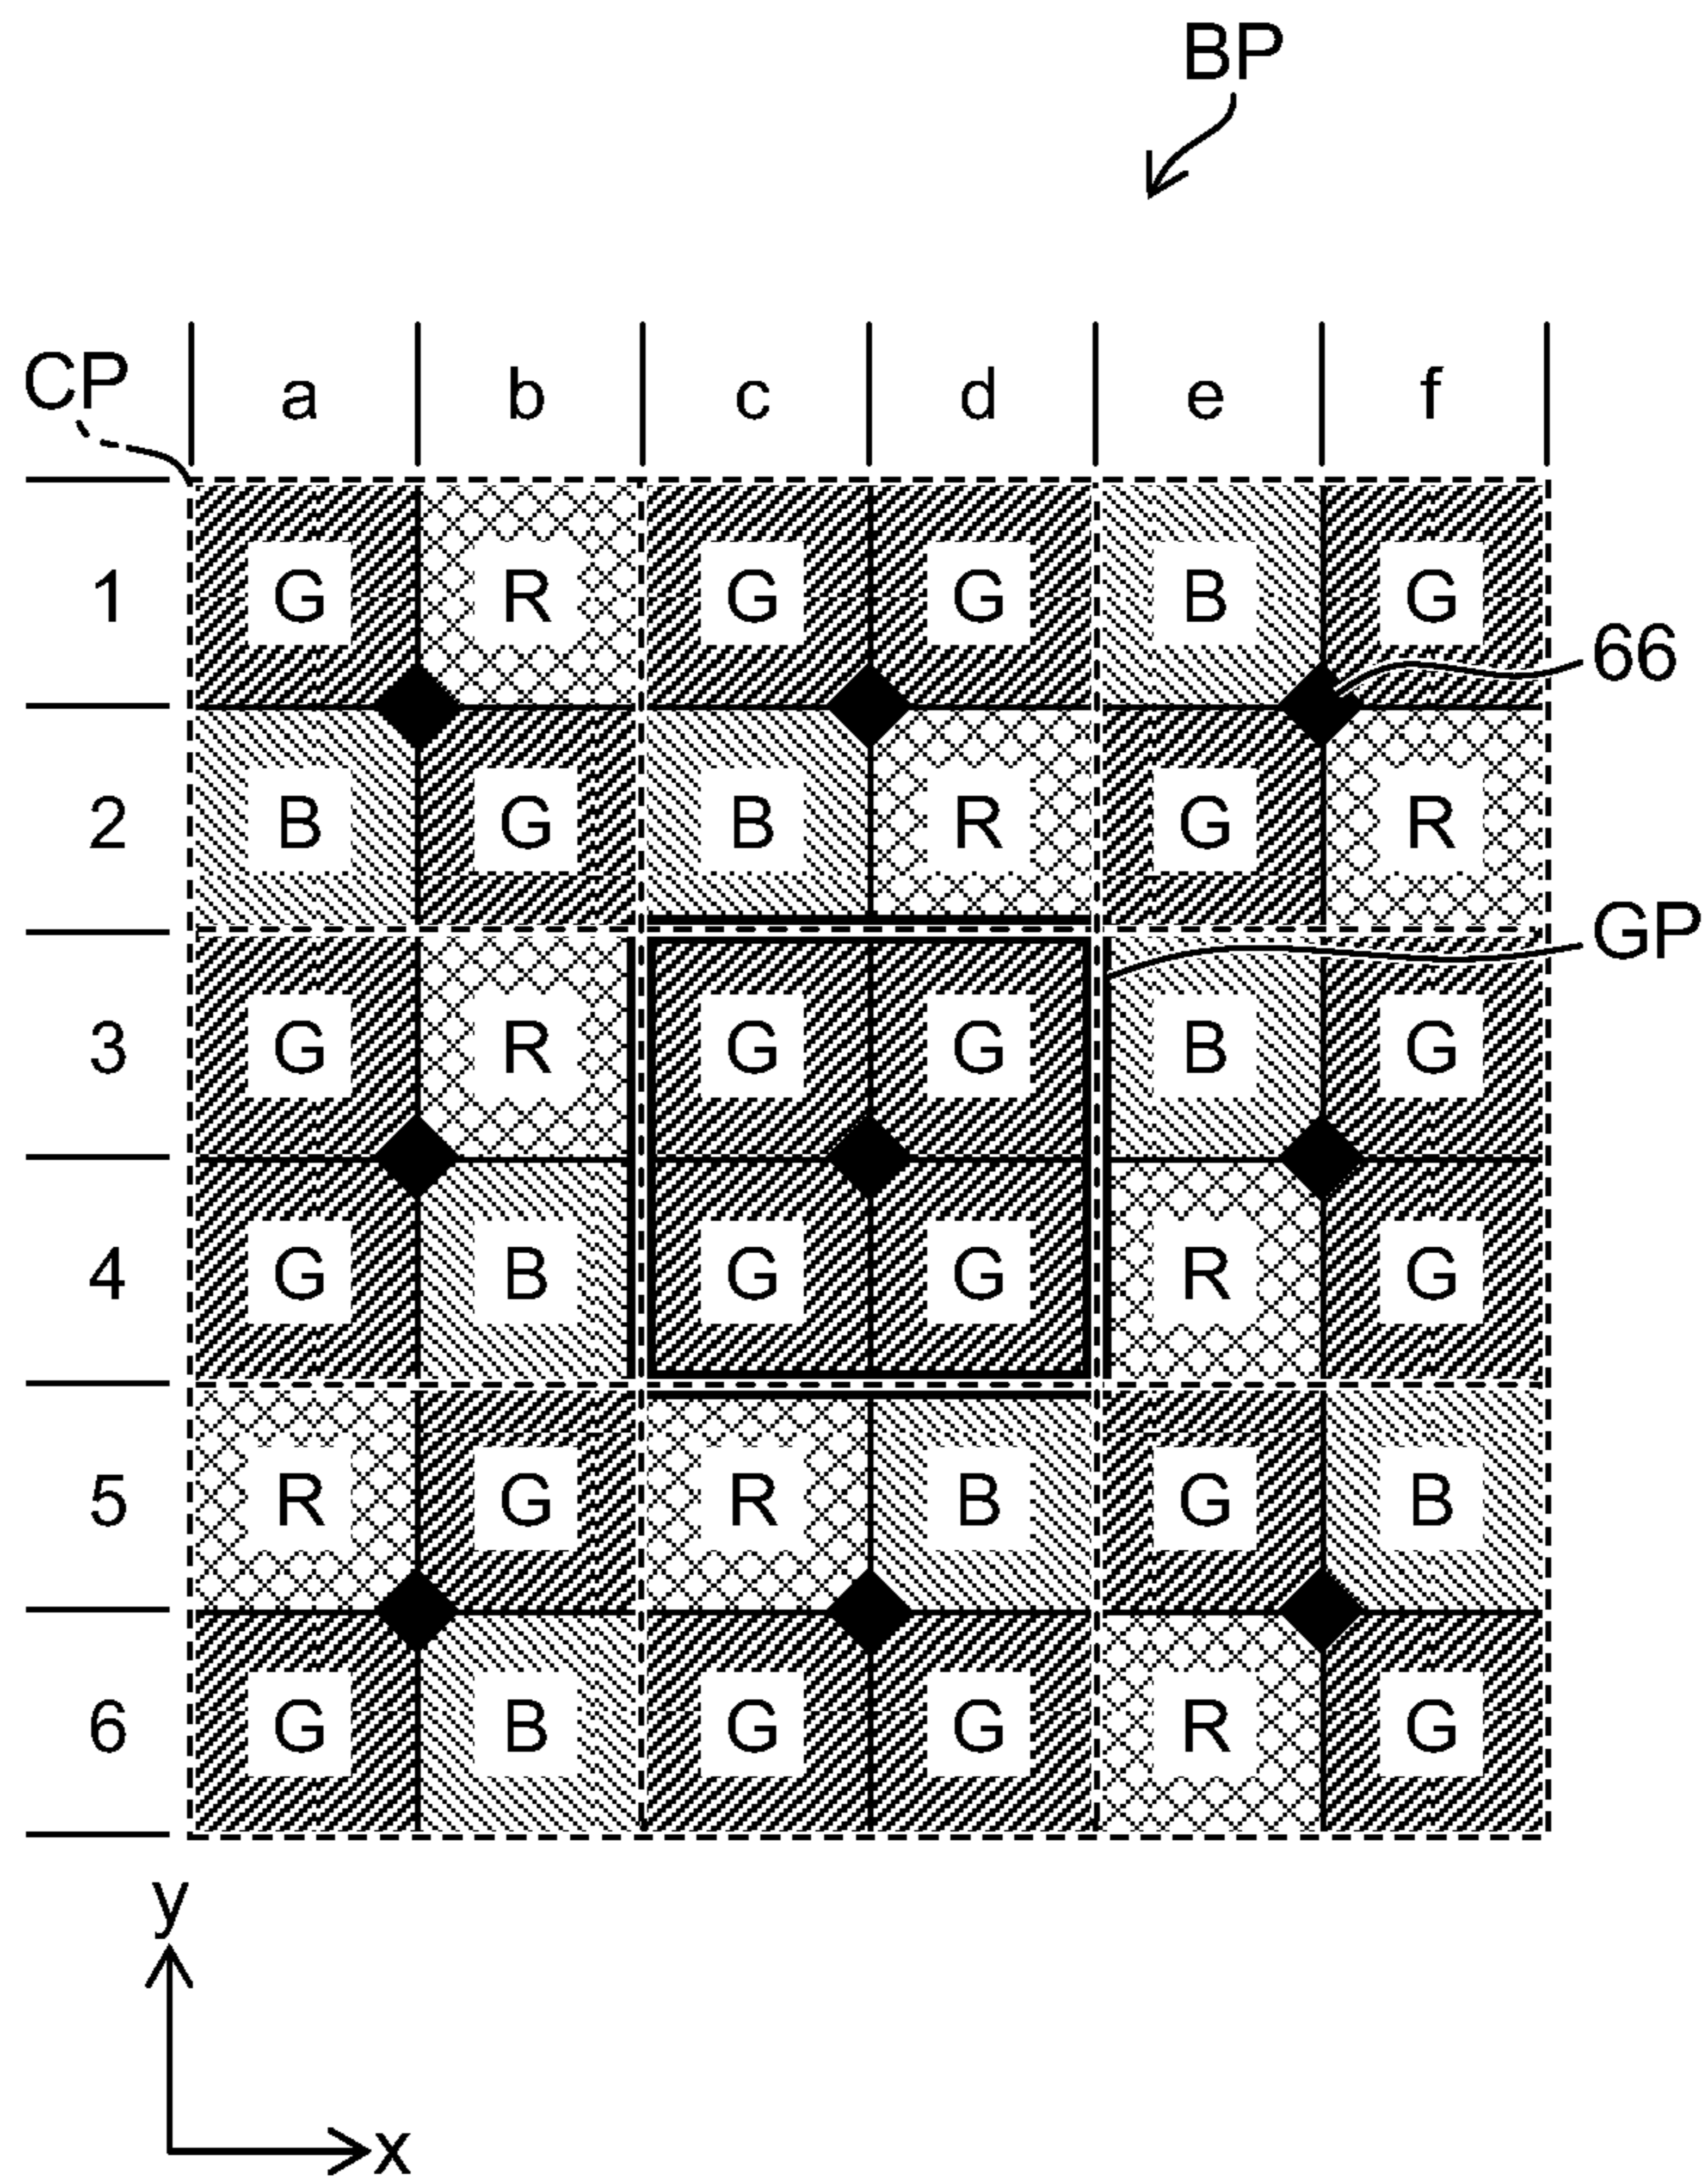 BP
CP
a b c d e f
1 G R G G B G
66
2 B G B R G R
GP
3 G R G G B G
4 G B G G R G
5 R G R B G B
6 G B G G R G
y
x